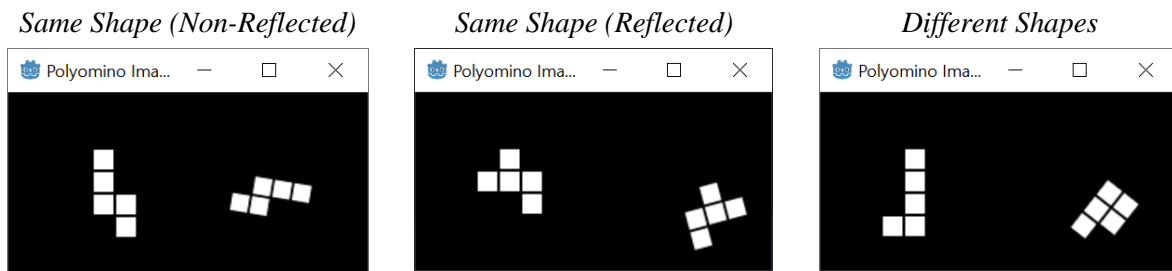 Same Shape (Non-Reflected)
Same Shape (Reflected)
Different Shapes
Polyomino Ima...
Polyomino Ima...
Polyomino Ima...